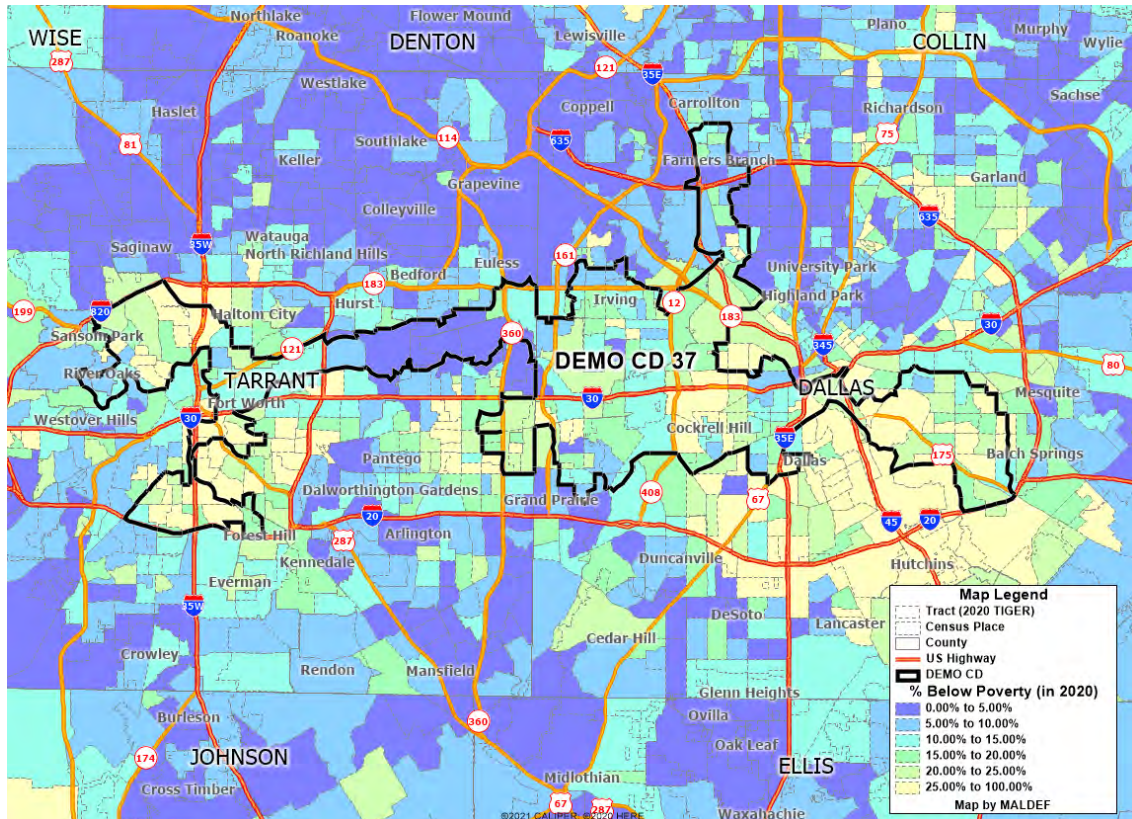 Northlake
Flower Mound
Lewisville
Plano
Murphy
WISE
Roanoke
DENTON
COLLIN
Wylie
287
121
35E
Westlake
Sachse
Haslet
Coppell
Carrollton
Richardson
81
Southlake
114
635
75
Keller
Farmers Branch
Garland
Grapevine
Colleyville
635
Saginaw
35W
Watauga
North Richland Hills
161
University Park
Bedford
Euless
183
Hurst
Irving
12
Highland Park
199
820
Haltom City
183
30
Sansom Park
360
345
121
DEMO CD 37
80
River Oaks
TARRANT
DALLAS
Mesquite
Fort Worth
30
Westover Hills
30
Cockrell Hill
35E
Pantego
Dallas
175
Balch Springs
Dalworthington Gardens
Grand Prairie
408
67
20
Arlington
45
20
Forest Hill
287
Kennedale
Duncanville
Hutchins
Everman
35W
DeSoto
Lancaster
Cedar Hill
Crowley
Rendon
Mansfield
Glenn Heights
Burleson
360
Ovilla
Oak Leaf
JOHNSON
174
ELLIS
Cross Timber
Midlothian
67
287
Waxahachie
©2021 CALIPER; ©2020 HERE
Map Legend
Tract (2020 TIGER)
Census Place
County
US Highway
DEMO CD
% Below Poverty (in 2020)
0.00% to 5.00%
5.00% to 10.00%
10.00% to 15.00%
15.00% to 20.00%
20.00% to 25.00%
25.00% to 100.00%
Map by MALDEF